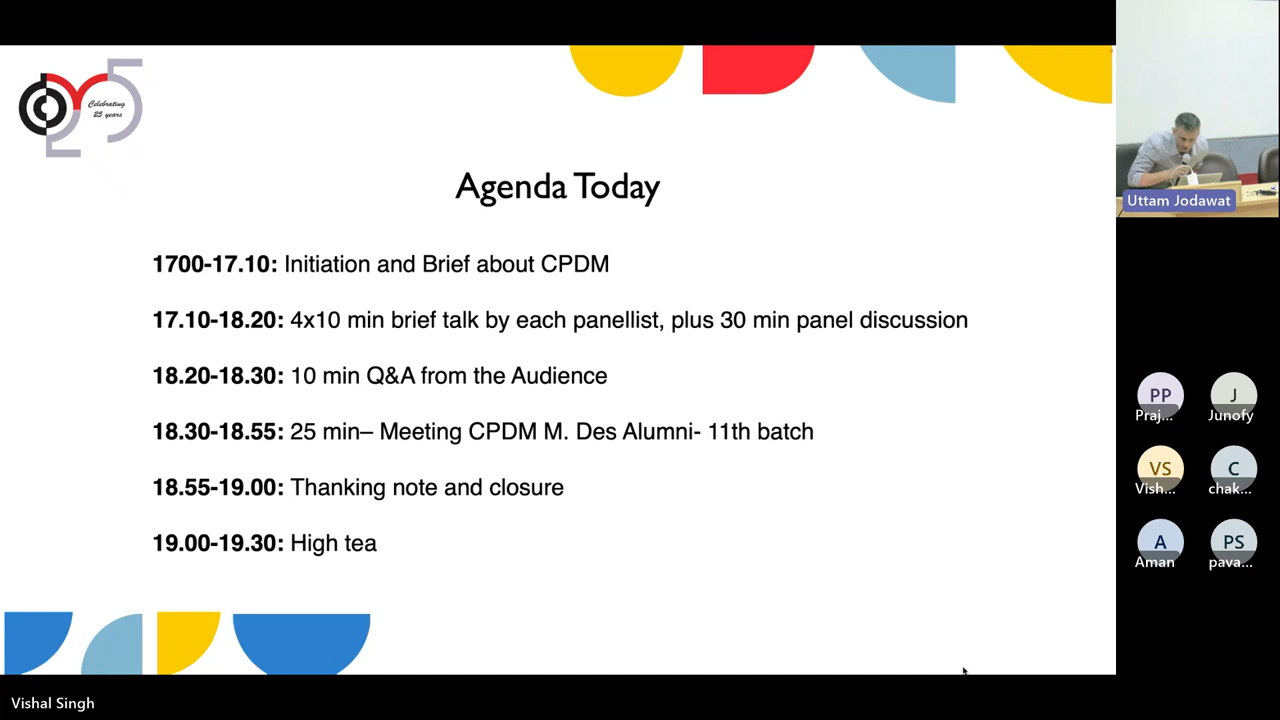 Celebrating
25 years
Agenda Today
1700-17.10: Initiation and Brief about CPDM
17.10-18.20: 4x10 min brief talk by each panellist, plus 30 min panel discussion
18.20-18.30: 10 min Q&A from the Audience
18.30-18.55: 25 min– Meeting CPDM M. Des Alumni- 11th batch
18.55-19.00: Thanking note and closure
19.00-19.30: High tea
Uttam Jodawat
PP
Praj...
J
Junofy
VS
Vish...
C
chak...
A
Aman
PS
pava...
Vishal Singh